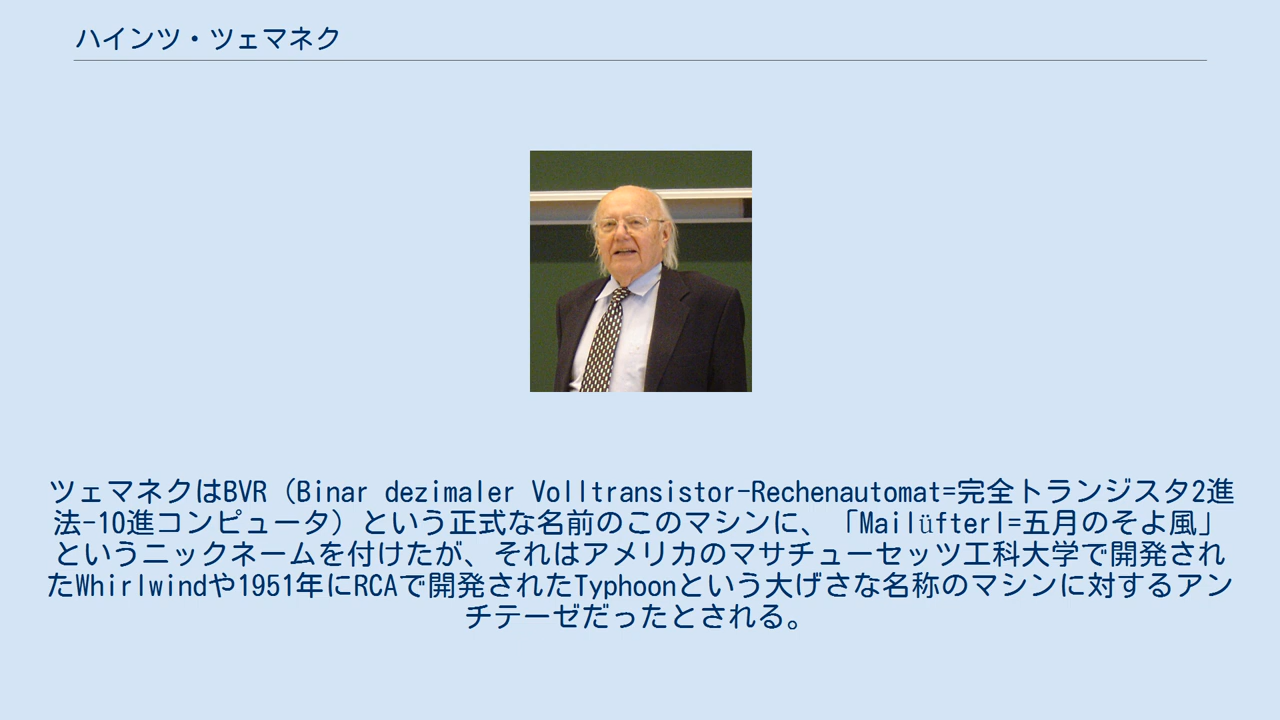 ハインツ・ツェマネク
ツェマネクはBVR（Binar dezimaler Volltransistor-Rechenautomat=完全トランジスタ2進
法-10進コンピュータ）という正式な名前のこのマシンに、「Mailüfterl=五月のそよ風」
というニックネームを付けたが、それはアメリカのマサチューセッツ工科大学で開発され
たWhirlwindや1951年にRCAで開発されたTyphoonという大げさな名称のマシンに対するアン
チテーゼだったとされる。